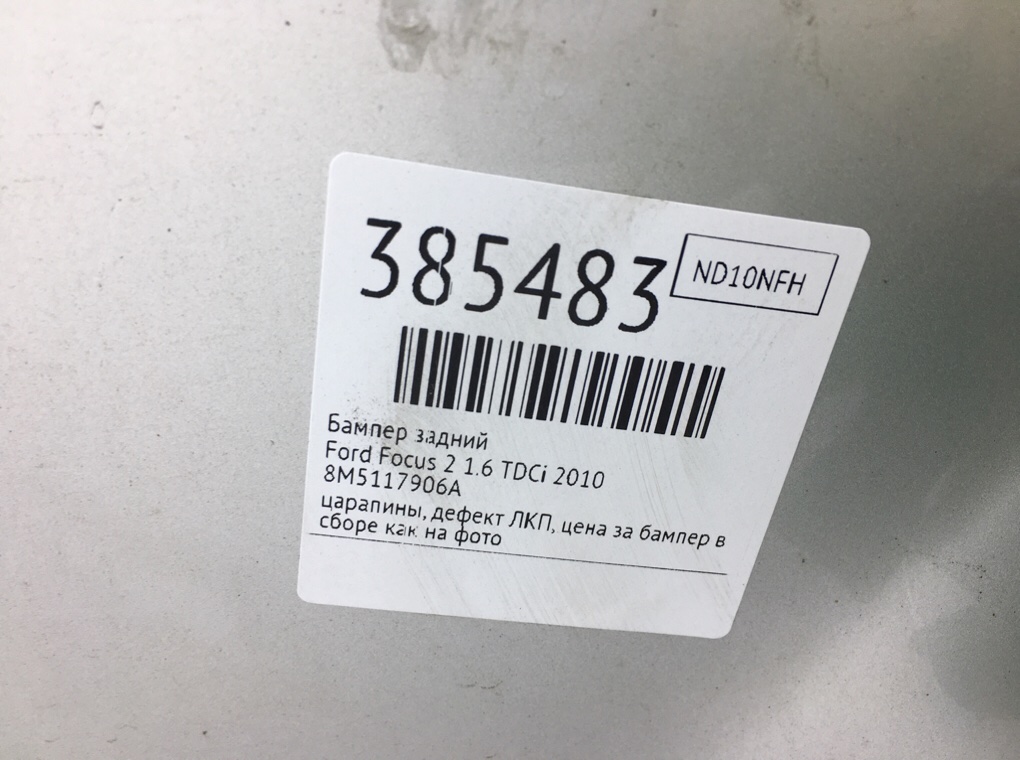 385483
ND10NFH
Бампер задний
Ford Focus 2 1.6 TDCi 2010
8M5117906A
царапины, дефект ЛКП, цена за бампер в
сборе как на фото